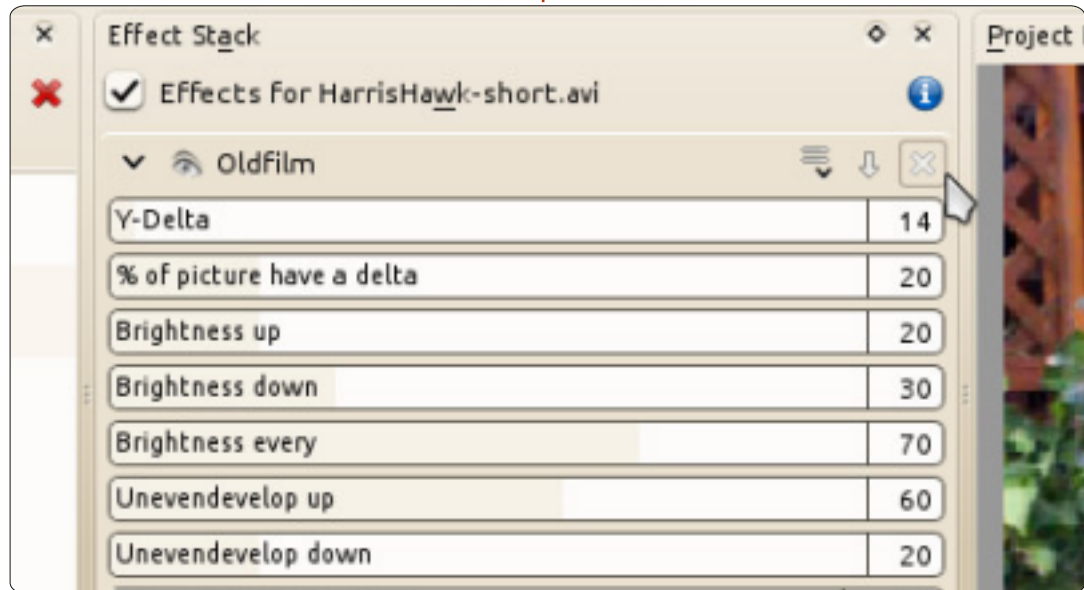 Effect Stack
Project
Effects for HarrisHawk-short.avi
Oldfilm
Y-Delta 14
% of picture have a delta 20
Brightness up 20
Brightness down 30
Brightness every 70
Unevendevelop up 60
Unevendevelop down 20